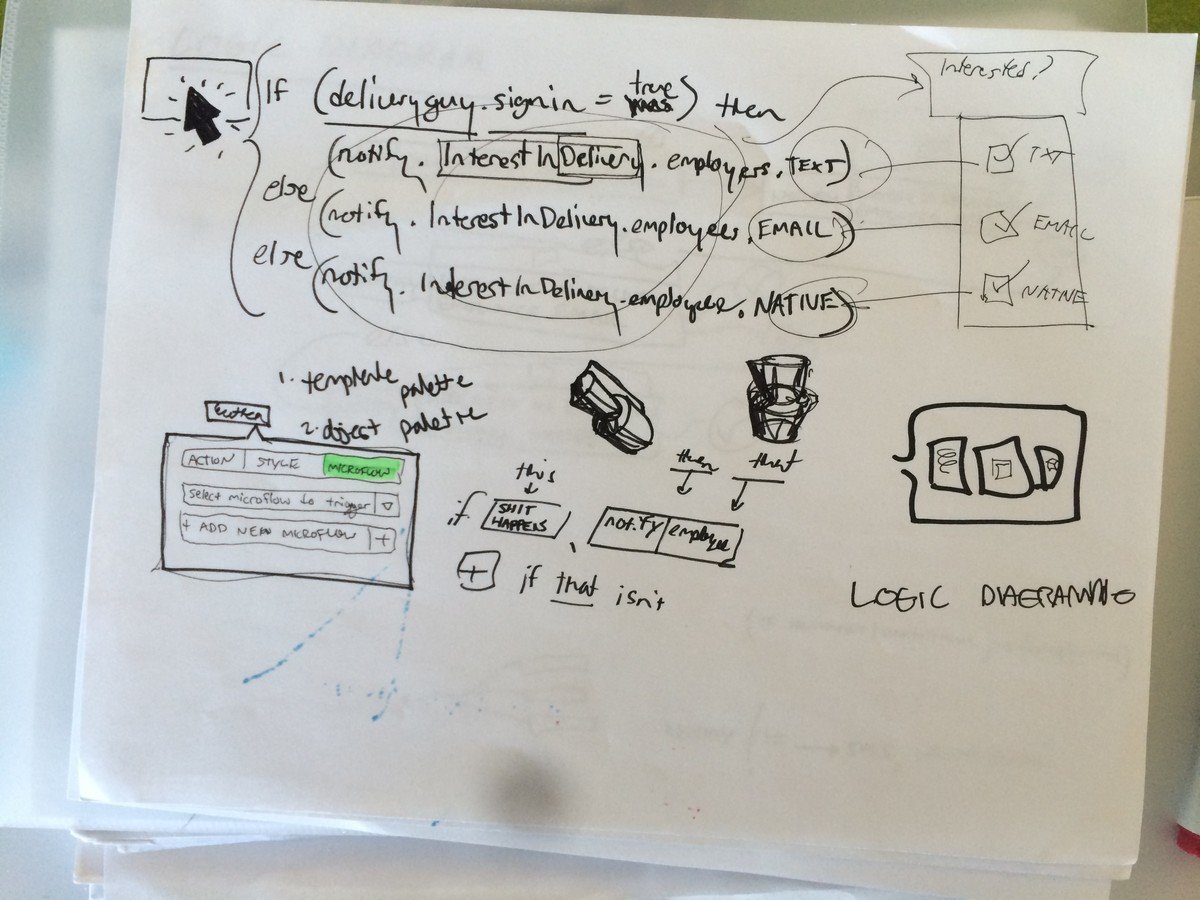 If (deliveryguy.signin = true) then
(notify. InterestInDelivery. employees. TEXT)
else (notify. InterestInDelivery.employees. EMAIL)
else (notify. InterestInDelivery.employees. NATIVE)
Interested?
TXT
EMAIL
NATIVE
1. template palette
2. object palette
button
ACTION STYLE MICROFLOW
select microflow to trigger
+ ADD NEW MICROFLOW +
this then that
if SHIT HAPPENS, notify employee
+ if that isn't
LOGIC DIAGRAMMING